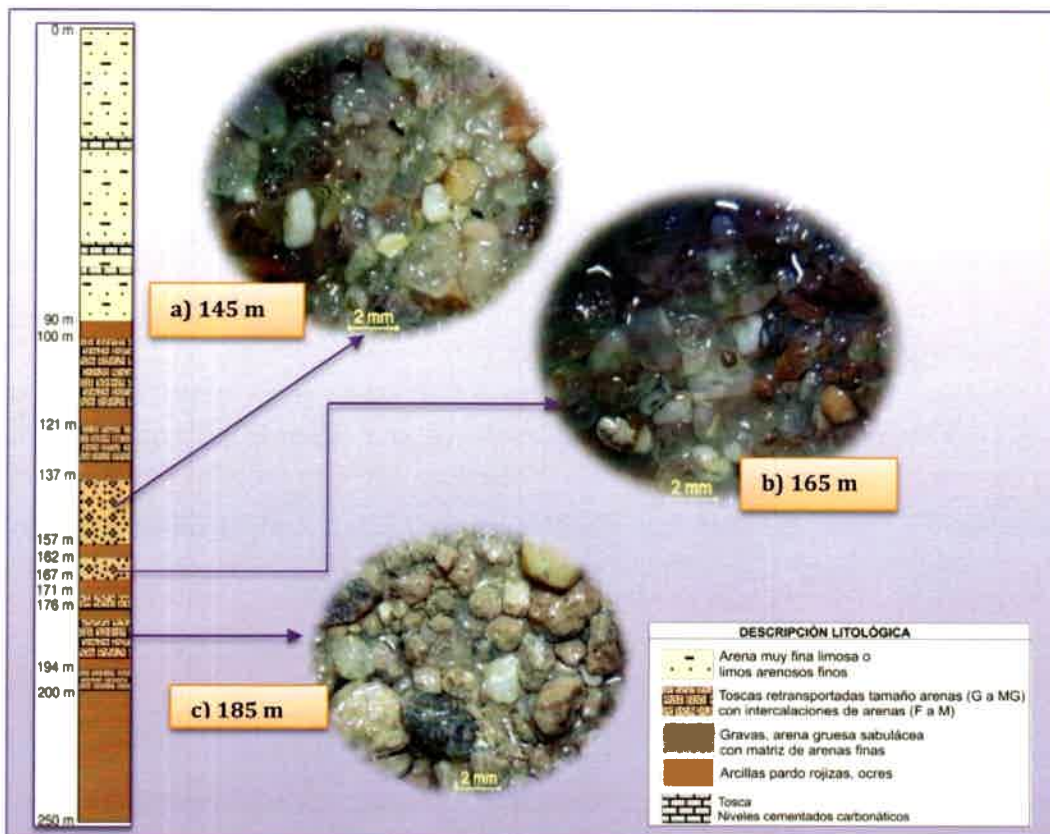 0 m
90 m
100 m
121 m
137 m
157 m
162 m
167 m
171 m
176 m
194 m
200 m
250 m
a) 145 m
2 mm
b) 165 m
2 mm
c) 185 m
2 mm
DESCRIPCIÓN LITOLÓGICA
Arena muy fina limosa o
limos arenosos finos
Toscas retransportadas tamaño arenas (G a MG)
con intercalaciones de arenas (F a M)
Gravas, arena gruesa sabulácea
con matriz de arenas finas
Arcillas pardo rojizas, ocres
Tosca
Niveles cementados carbonáticos